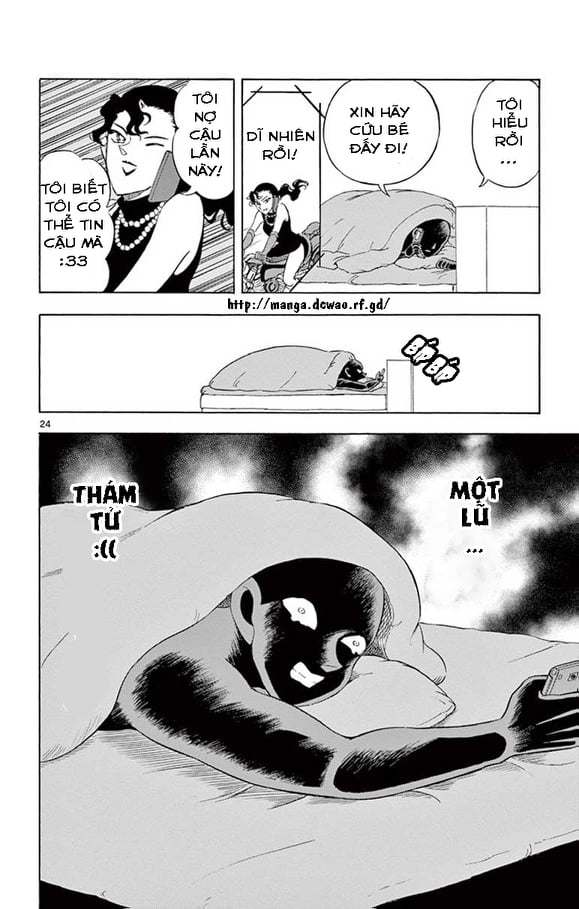 TÔI
HIỂU
RỒI
...
XIN HÃY
CỨU BÉ
ĐẤY ĐI!
DĨ NHIÊN
RỒI!
TÔI
NỢ
CẬU LẦN
NÀY!
TÔI BIẾT
TÔI CÓ
THỂ TIN
CẬU MÀ
:33
http://manga.dcwao.rf.gd/
BÍP BÍP
24
MỘT
LŨ
...
THÁM
TỬ
:((